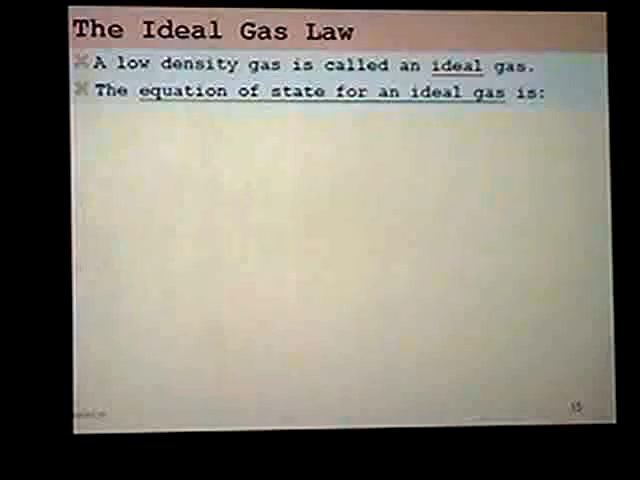 The Ideal Gas Law
A low density gas is called an ideal gas.
The equation of state for an ideal gas is:
15